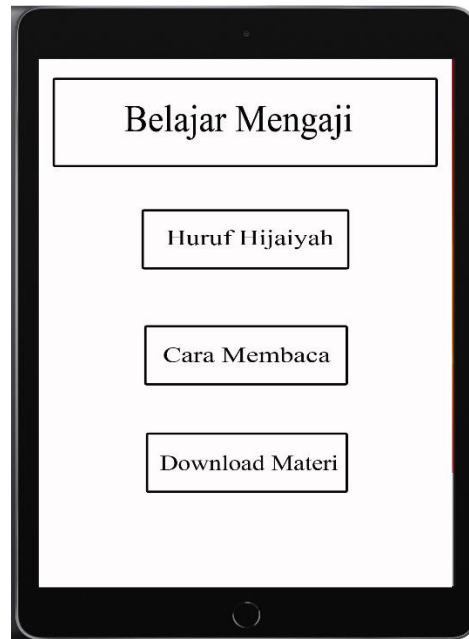 Belajar Mengaji
Huruf Hijaiyah
Cara Membaca
Download Materi